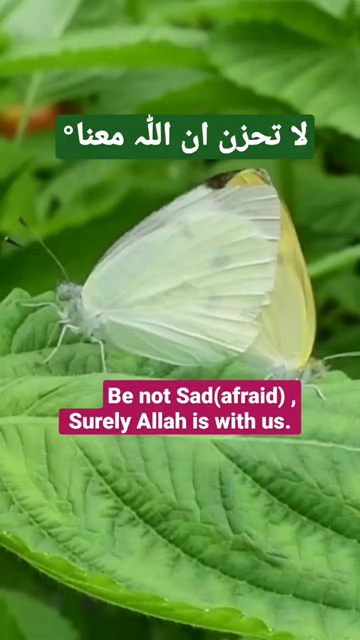 لا تحزن ان اللّٰہ معنا°
Be not Sad(afraid) ,
Surely Allah is with us.